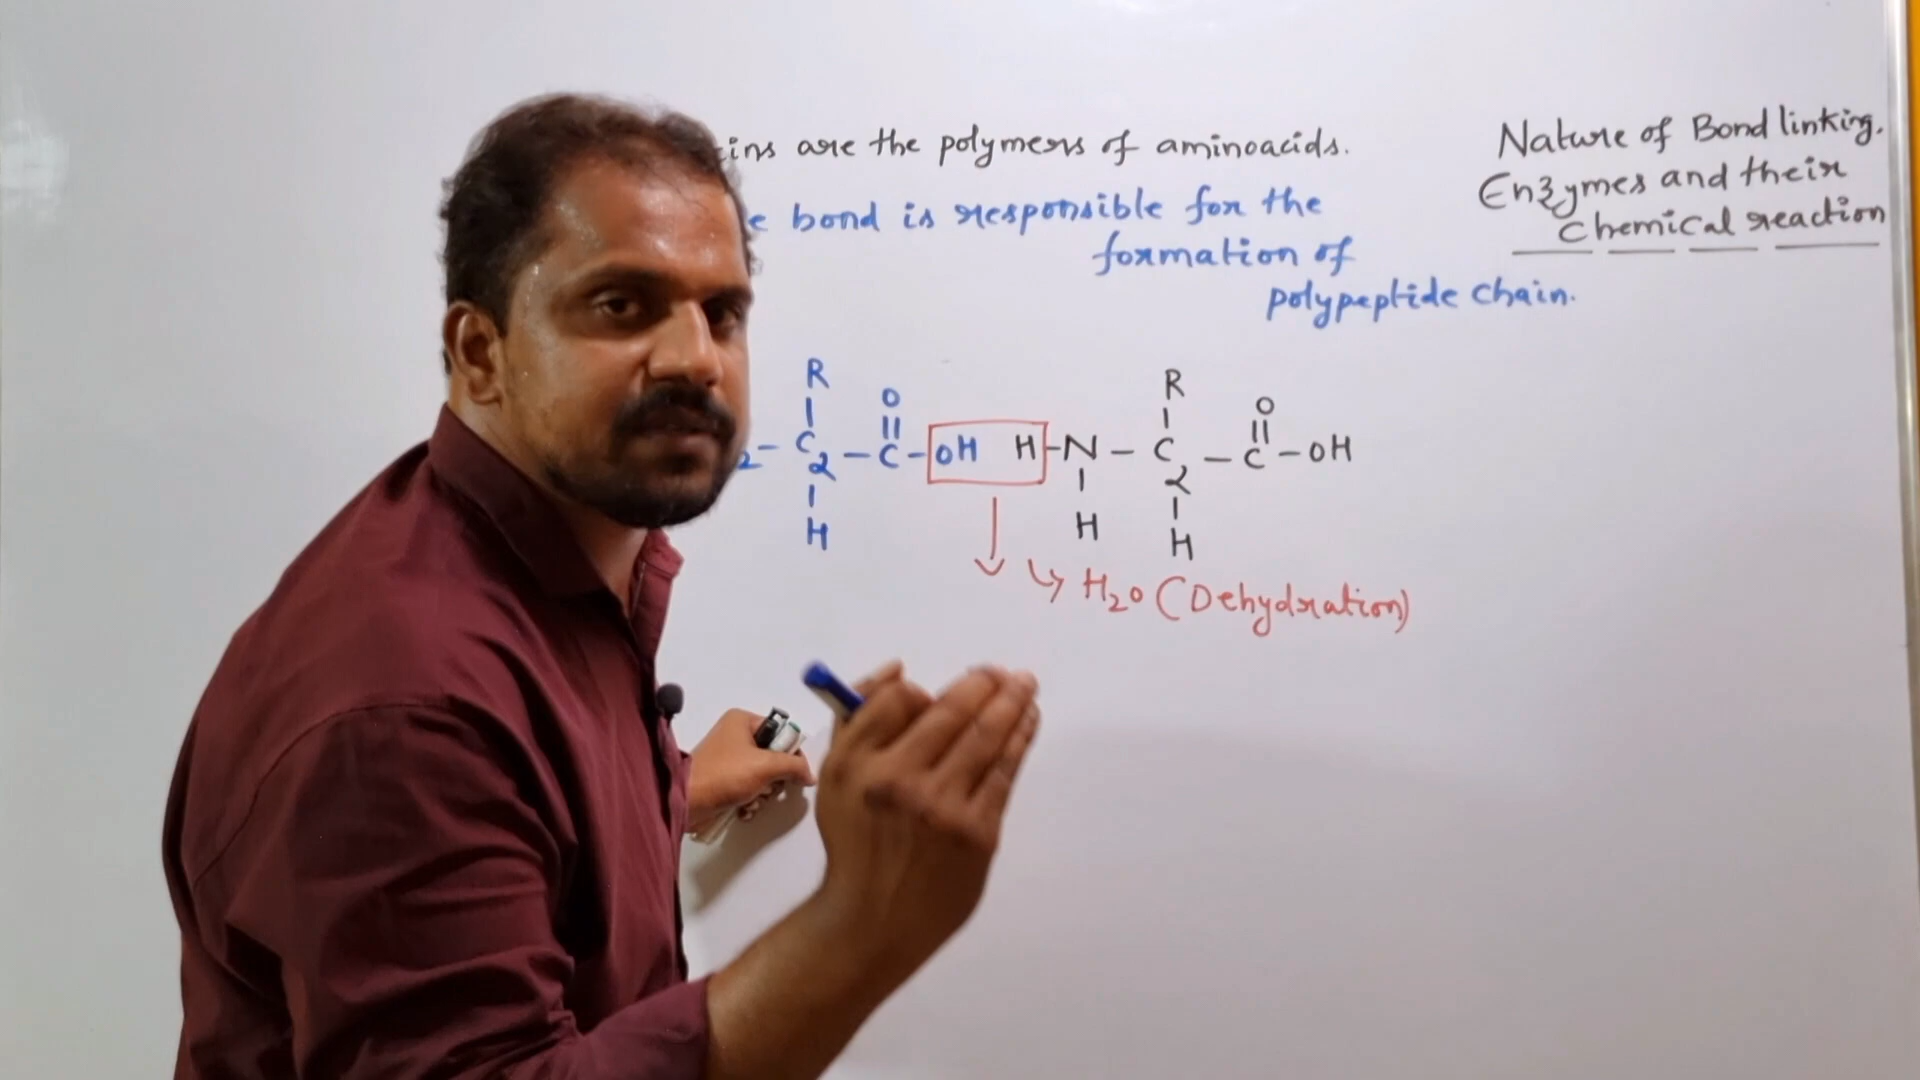 ins are the polymers of aminoacids.
e bond is responsible for the
formation of
polypeptide chain.
Nature of Bond linking.
Enzymes and their
chemical reaction
R
O
2 - C - C - OH
α
H
R
O
H - N - C - C - OH
α
H
H
H2O (Dehydration)